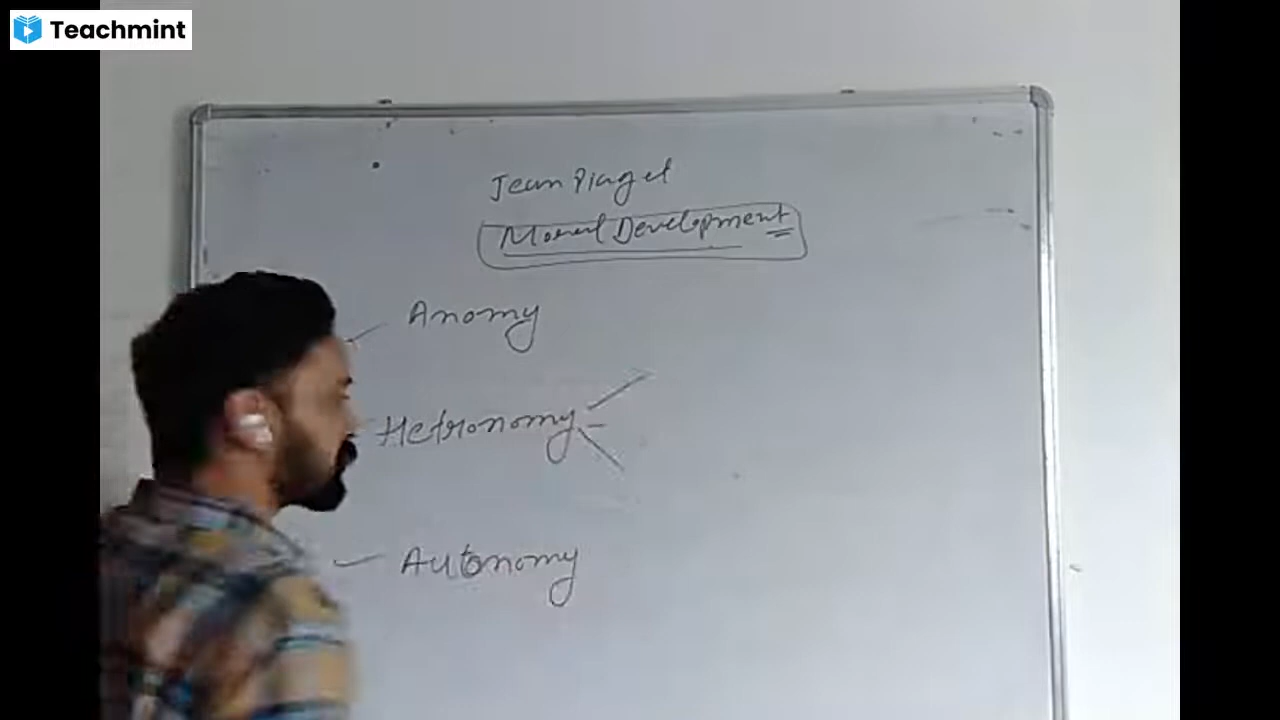 Teachmint
Jean Piaget
Moral Development
Anomy
Hetronomy
Autonomy